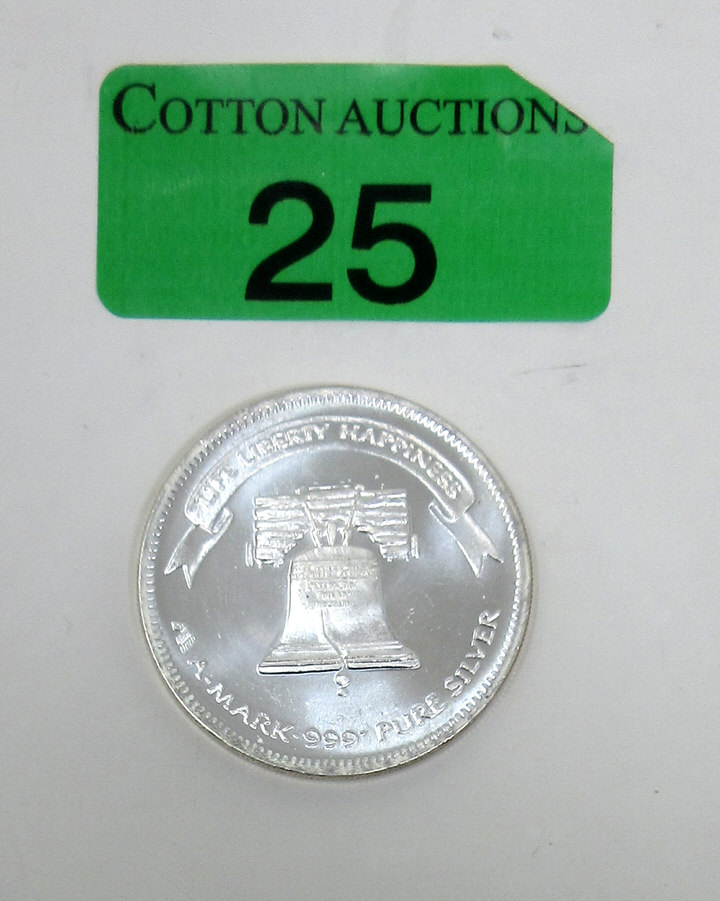 COTTON AUCTIONS
25
LIFE LIBERTY HAPPINESS
A-MARK·999+ PURE SILVER